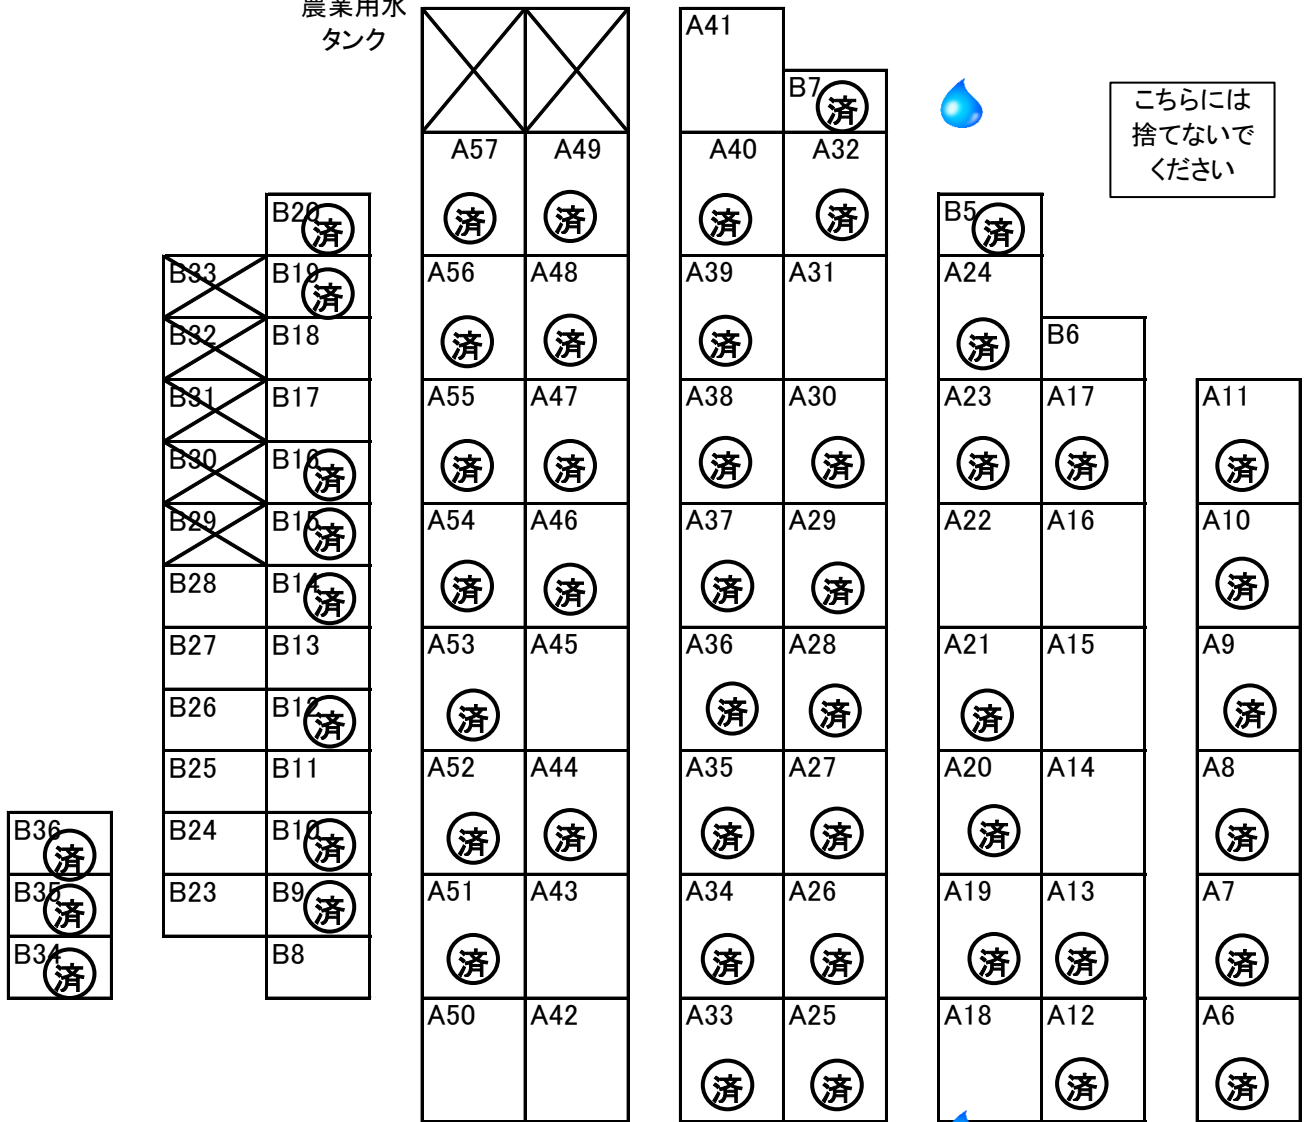 農業用水
タンク
A41
B7 済
こちらには
捨てないで
ください
A57 A49 A40 A32
済 済 済 済
B20 済 B5 済
B33 B19 済 A56 A48 A39 A31 A24
済 済 済 済
B32 B18 B6
B31 B17 A55 A47 A38 A30 A23 A17 A11
済 済 済 済 済 済 済
B30 B16 済
B29 B15 済 A54 A46 A37 A29 A22 A16 A10
済 済 済 済 済
B28 B14 済
B27 B13 A53 A45 A36 A28 A21 A15 A9
済 済 済 済 済
B26 B12 済
B25 B11 A52 A44 A35 A27 A20 A14 A8
済 済 済 済 済 済
B36 済 B24 B10 済
B35 済 B23 B9 済 A51 A43 A34 A26 A19 A13 A7
済 済 済 済 済 済
B34 済 B8
A50 A42 A33 A25 A18 A12 A6
済 済 済 済